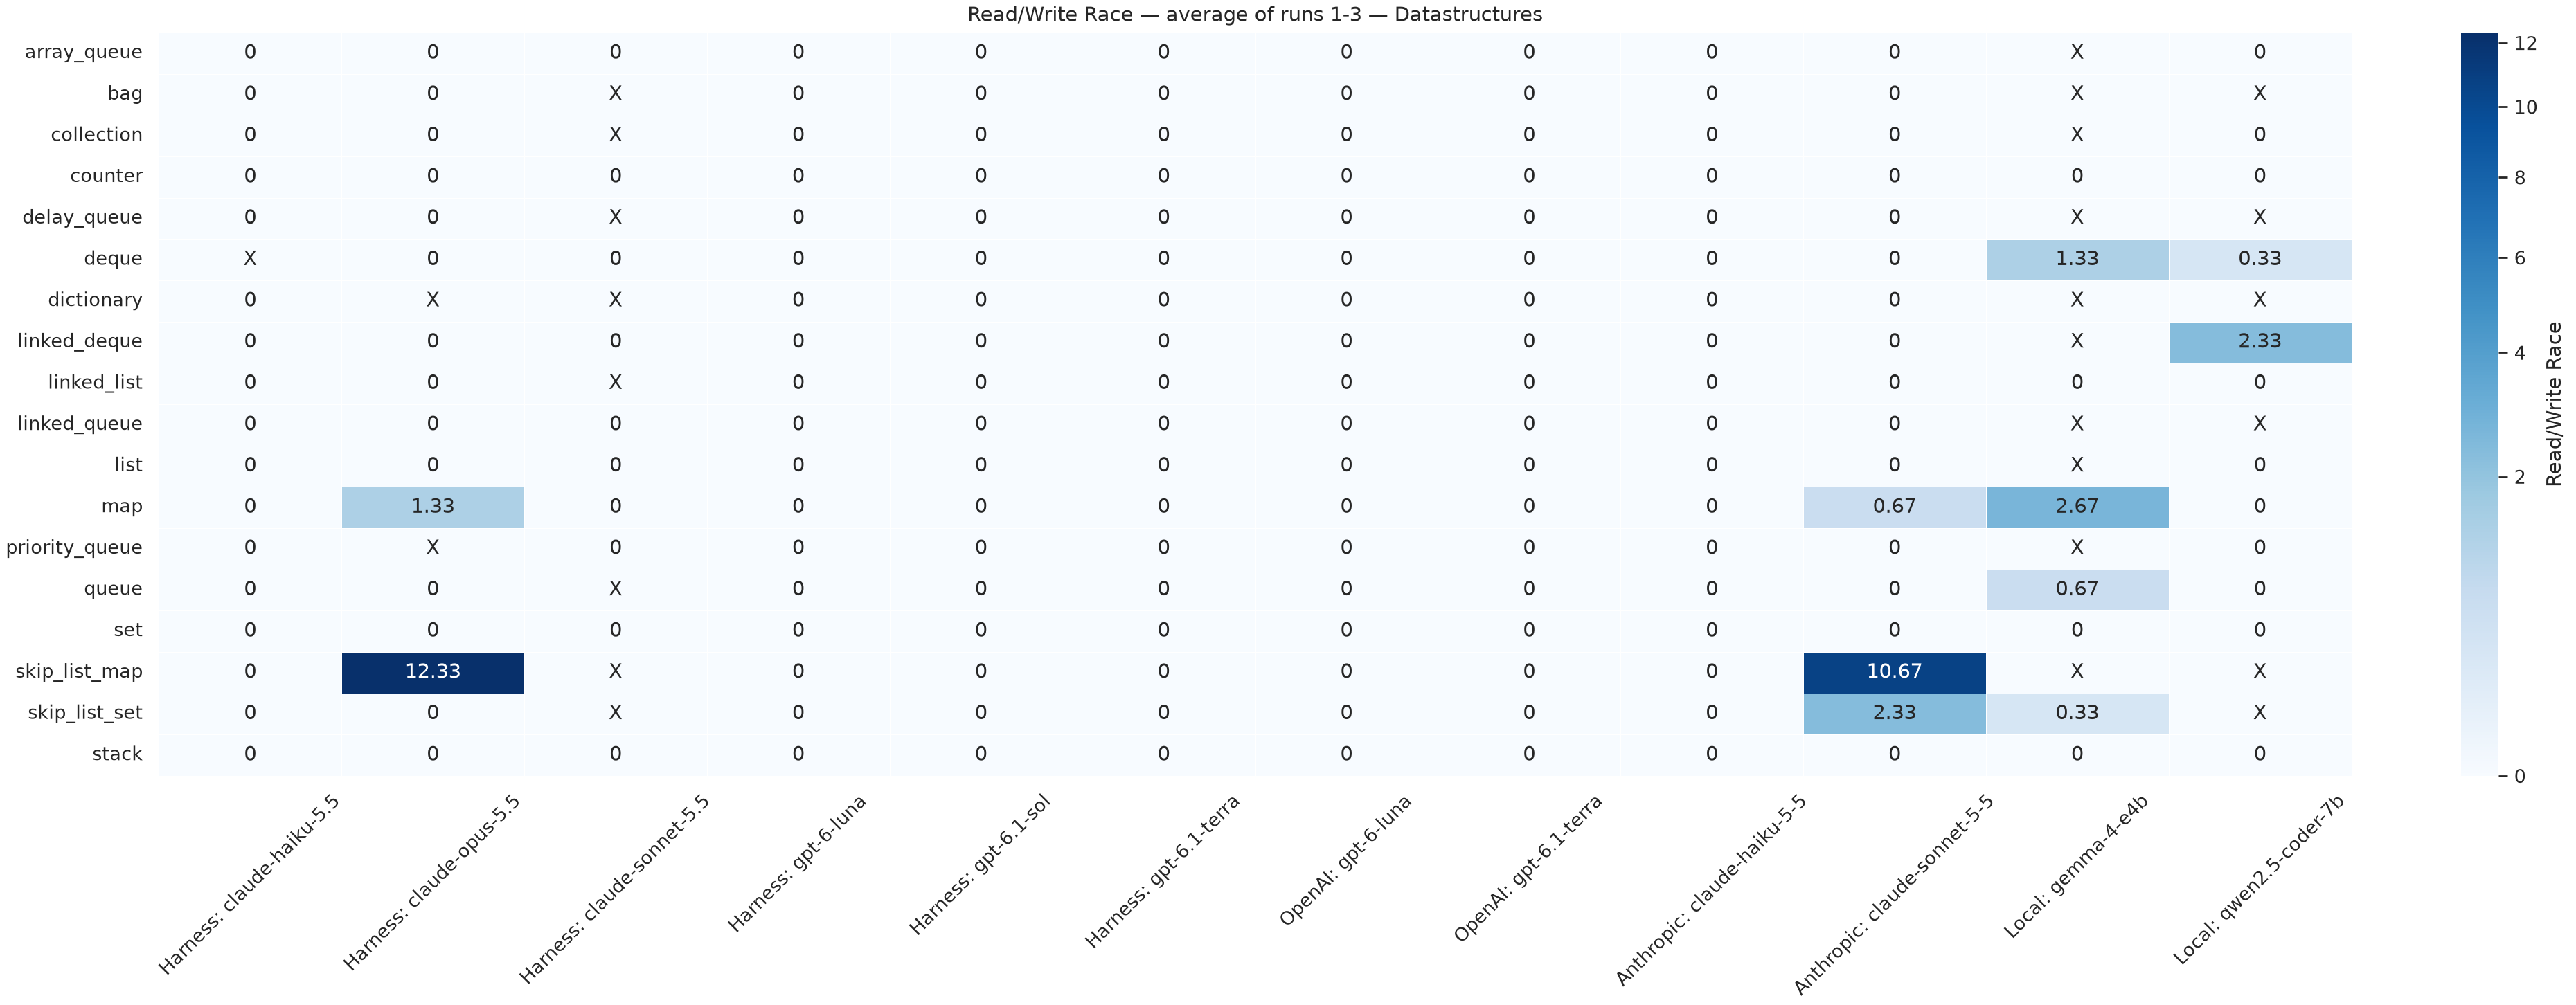 Read/Write Race — average of runs 1-3 — Datastructures
array_queue 0 0 0 0 0 0 0 0 0 0 X 0
bag 0 0 X 0 0 0 0 0 0 0 X X
collection 0 0 X 0 0 0 0 0 0 0 X 0
counter 0 0 0 0 0 0 0 0 0 0 0 0
delay_queue 0 0 X 0 0 0 0 0 0 0 X X
deque X 0 0 0 0 0 0 0 0 0 1.33 0.33
dictionary 0 X X 0 0 0 0 0 0 0 X X
linked_deque 0 0 0 0 0 0 0 0 0 0 X 2.33
linked_list 0 0 X 0 0 0 0 0 0 0 0 0
linked_queue 0 0 0 0 0 0 0 0 0 0 X X
list 0 0 0 0 0 0 0 0 0 0 X 0
map 0 1.33 0 0 0 0 0 0 0 0.67 2.67 0
priority_queue 0 X 0 0 0 0 0 0 0 0 X 0
queue 0 0 X 0 0 0 0 0 0 0 0.67 0
set 0 0 0 0 0 0 0 0 0 0 0 0
skip_list_map 0 12.33 X 0 0 0 0 0 0 10.67 X X
skip_list_set 0 0 X 0 0 0 0 0 0 2.33 0.33 X
stack 0 0 0 0 0 0 0 0 0 0 0 0
Harness: claude-haiku-5.5
Harness: claude-opus-5.5
Harness: claude-sonnet-5.5
Harness: gpt-6-luna
Harness: gpt-6.1-sol
Harness: gpt-6.1-terra
OpenAI: gpt-6-luna
OpenAI: gpt-6.1-terra
Anthropic: claude-haiku-5-5
Anthropic: claude-sonnet-5-5
Local: gemma-4-e4b
Local: qwen2.5-coder-7b
12
10
8
6
4
2
0
Read/Write Race